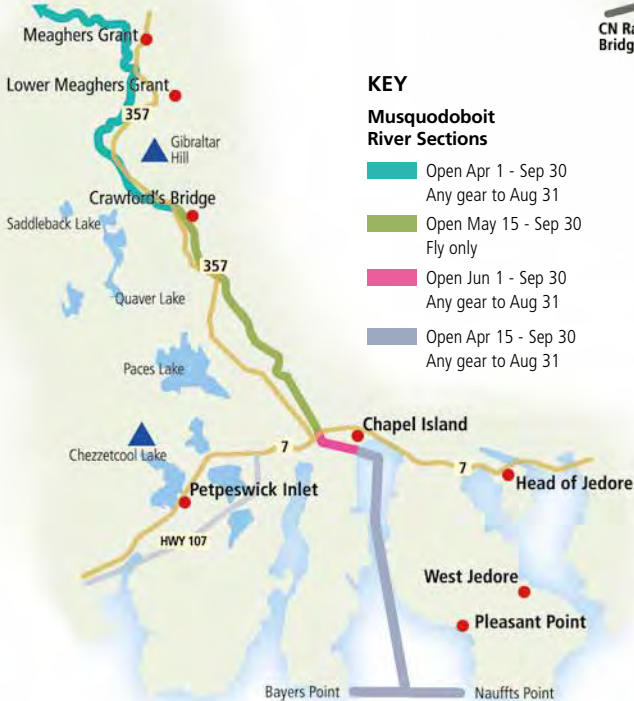 CN Ra
Bridg
Meaghers Grant
Lower Meaghers Grant
357
Gibraltar
Hill
Crawford's Bridge
Saddleback Lake
357
Quaver Lake
Paces Lake
Chezzetcool Lake
7
Chapel Island
7
Head of Jedore
Petpeswick Inlet
HWY 107
West Jedore
Pleasant Point
Bayers Point
Nauffts Point
KEY
Musquodoboit
River Sections
Open Apr 1 - Sep 30
Any gear to Aug 31
Open May 15 - Sep 30
Fly only
Open Jun 1 - Sep 30
Any gear to Aug 31
Open Apr 15 - Sep 30
Any gear to Aug 31